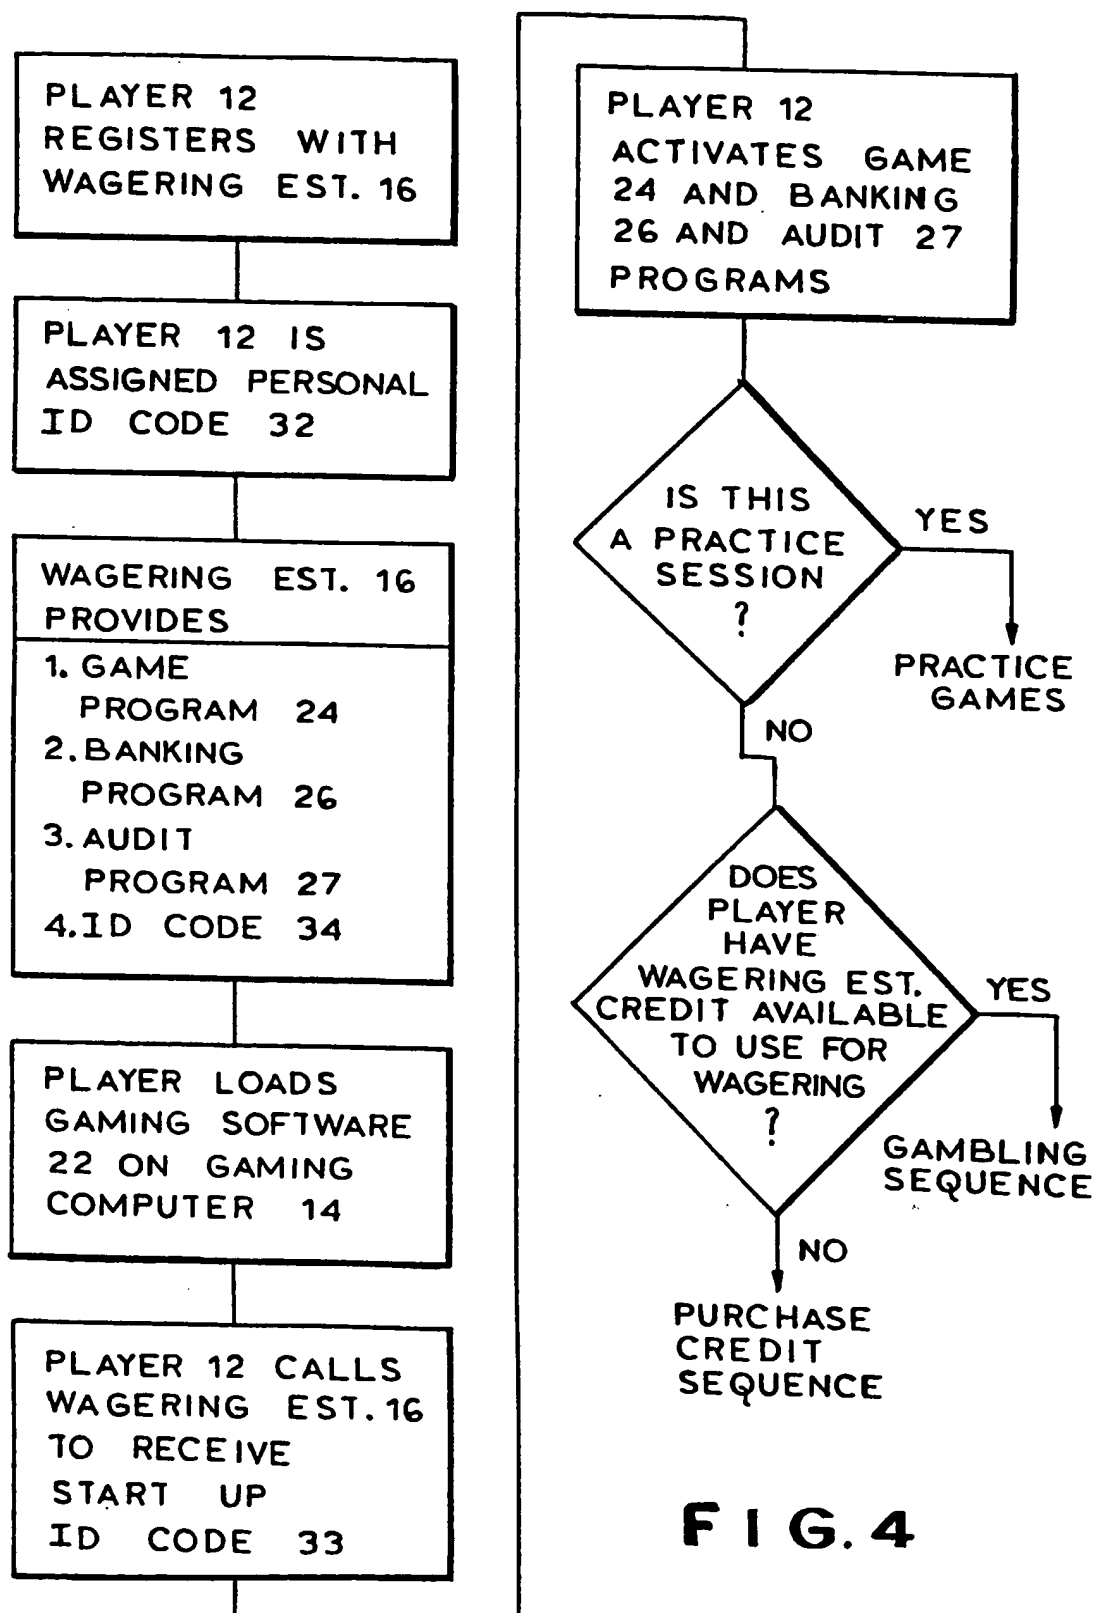 PLAYER 12
REGISTERS WITH
WAGERING EST. 16
PLAYER 12 IS
ASSIGNED PERSONAL
ID CODE 32
WAGERING EST. 16
PROVIDES
1. GAME
PROGRAM 24
2. BANKING
PROGRAM 26
3. AUDIT
PROGRAM 27
4. ID CODE 34
PLAYER LOADS
GAMING SOFTWARE
22 ON GAMING
COMPUTER 14
PLAYER 12 CALLS
WAGERING EST. 16
TO RECEIVE
START UP
ID CODE 33
PLAYER 12
ACTIVATES GAME
24 AND BANKING
26 AND AUDIT 27
PROGRAMS
IS THIS
A PRACTICE
SESSION
?
YES
PRACTICE
GAMES
NO
DOES
PLAYER
HAVE
WAGERING EST.
CREDIT AVAILABLE
TO USE FOR
WAGERING
?
YES
GAMBLING
SEQUENCE
NO
PURCHASE
CREDIT
SEQUENCE
FIG. 4